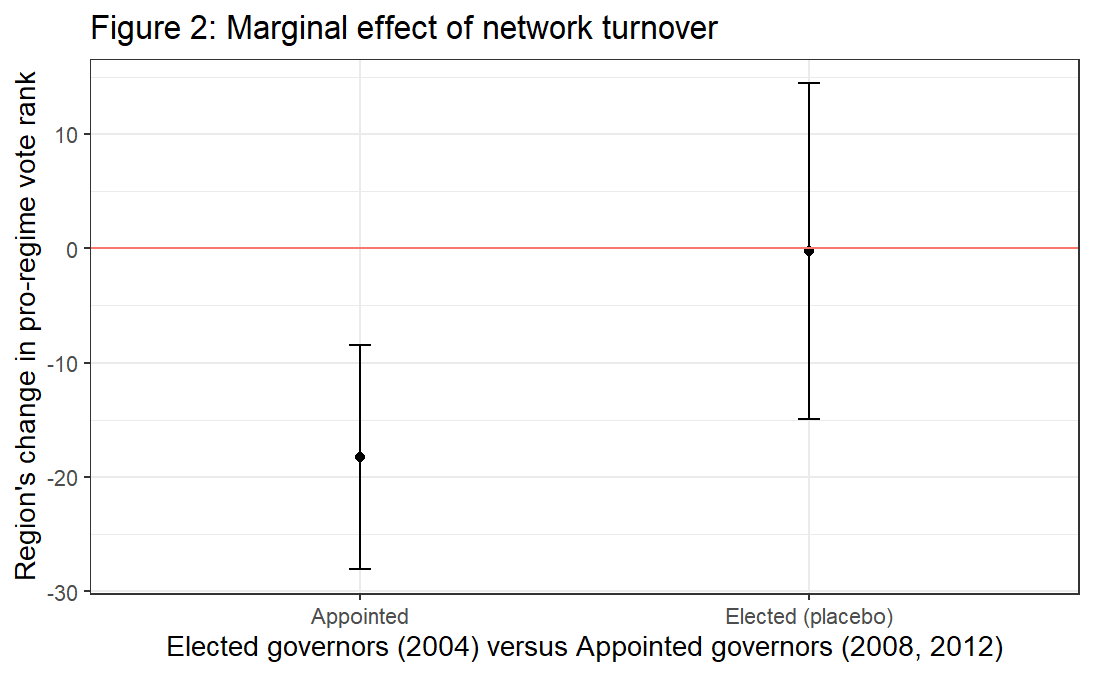 Figure 2: Marginal effect of network turnover
Region's change in pro-regime vote rank
10
0
-10
-20
-30
Appointed
Elected (placebo)
Elected governors (2004) versus Appointed governors (2008, 2012)